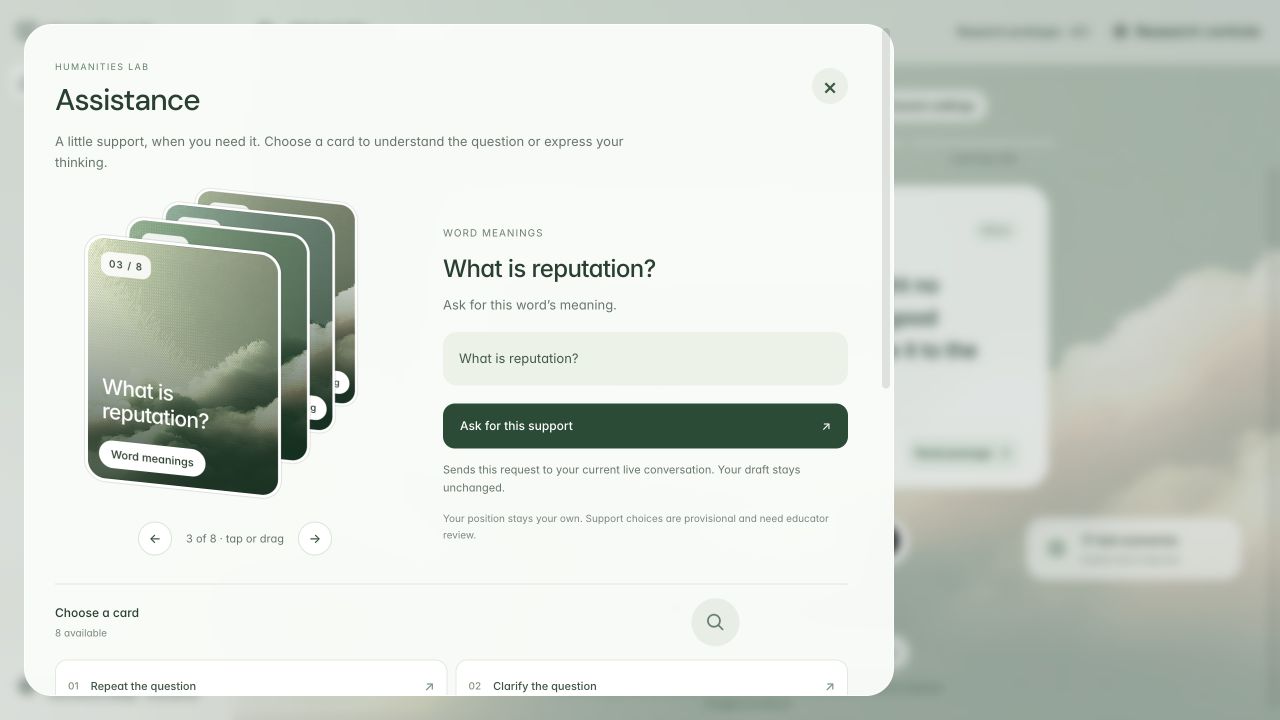 HUMANITIES LAB
Assistance
A little support, when you need it. Choose a card to understand the question or express your
thinking.
03 / 8
What is
reputation?
Word meanings
g
g
3 of 8 · tap or drag
WORD MEANINGS
What is reputation?
Ask for this word's meaning.
What is reputation?
Ask for this support
Sends this request to your current live conversation. Your draft stays
unchanged.
Your position stays your own. Support choices are provisional and need educator
review.
Choose a card
8 available
01 Repeat the question
02 Clarify the question